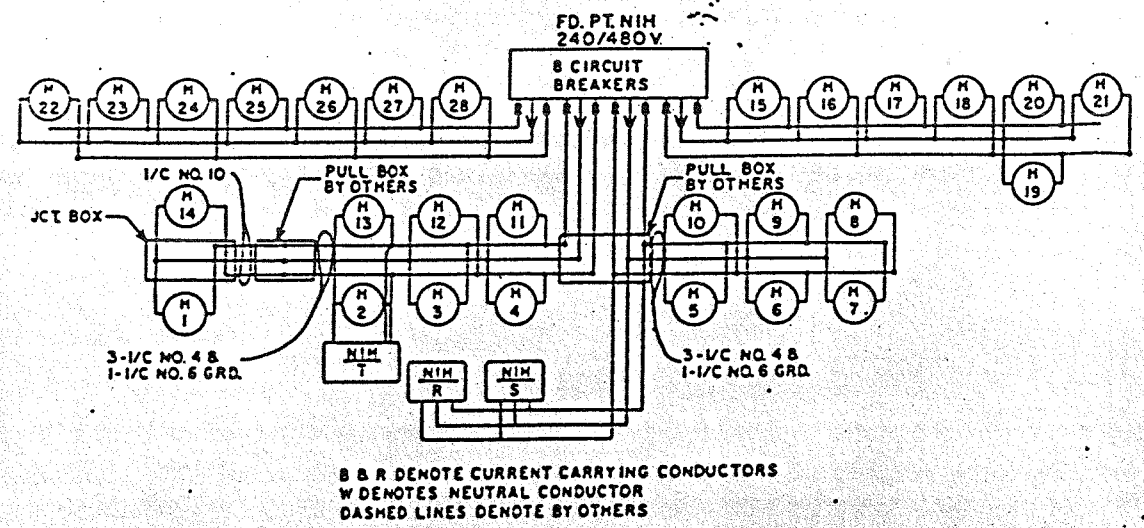 FD. PT. NIH
240/480 V.
8 CIRCUIT
BREAKERS
H
22
H
23
H
24
H
25
H
26
H
27
H
28
H
15
H
16
H
17
H
18
H
20
H
21
H
19
1/C NO. 10
PULL BOX
BY OTHERS
PULL BOX
BY OTHERS
JCT. BOX
H
14
H
13
H
12
H
11
H
10
H
9
H
8
H
1
H
2
H
3
H
4
H
5
H
6
H
7
3-1/C NO. 4 &
1-1/C NO. 6 GRD.
NIH
T
NIH
R
NIH
S
3-1/C NO. 4 &
1-1/C NO. 6 GRD.
B & R DENOTE CURRENT CARRYING CONDUCTORS
W DENOTES NEUTRAL CONDUCTOR
DASHED LINES DENOTE BY OTHERS